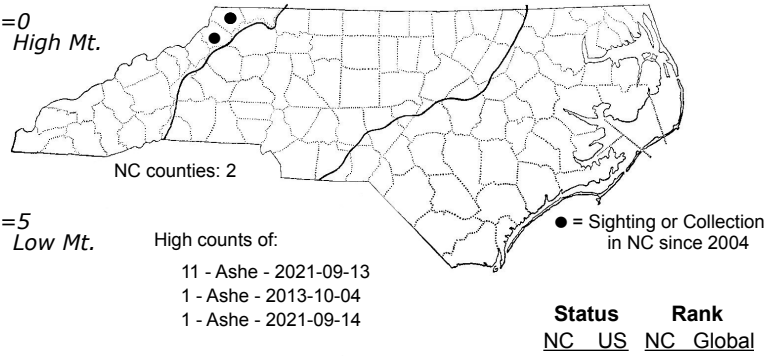 =0
High Mt.
NC counties: 2
=5
Low Mt.
High counts of:
11 - Ashe - 2021-09-13
1 - Ashe - 2013-10-04
1 - Ashe - 2021-09-14
● = Sighting or Collection
in NC since 2004
Status Rank
NC US NC Global